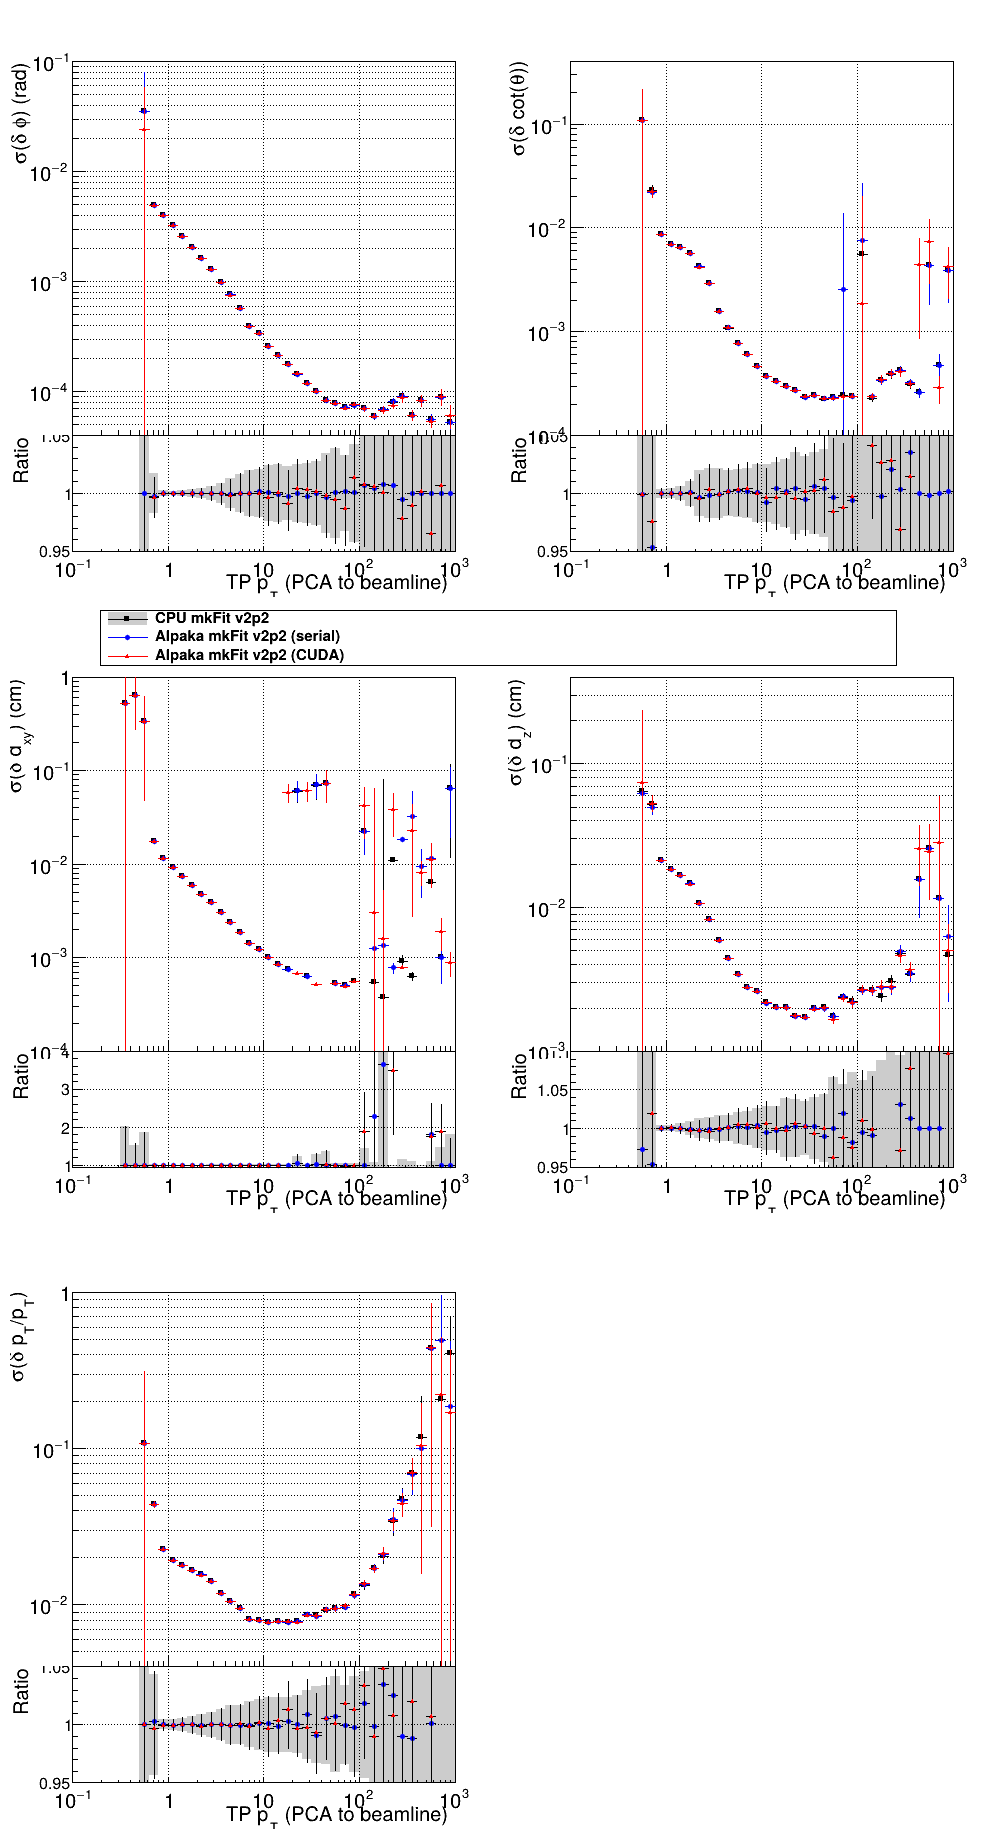 σ(δ φ) (rad)
10⁻¹
10⁻²
10⁻³
10⁻⁴
Ratio
1.05
1
0.95
10⁻¹ 1 10 10² 10³
TP p_T (PCA to beamline)
σ(δ cot(θ))
10⁻¹
10⁻²
10⁻³
10⁻⁴
Ratio
1.05
1
0.95
10⁻¹ 1 10 10² 10³
TP p_T (PCA to beamline)
CPU mkFit v2p2
Alpaka mkFit v2p2 (serial)
Alpaka mkFit v2p2 (CUDA)
σ(δ d_xy) (cm)
1
10⁻¹
10⁻²
10⁻³
10⁻⁴
Ratio
4
3
2
1
10⁻¹ 1 10 10² 10³
TP p_T (PCA to beamline)
σ(δ d_z) (cm)
10⁻¹
10⁻²
10⁻³
Ratio
1.1
1.05
1
0.95
10⁻¹ 1 10 10² 10³
TP p_T (PCA to beamline)
σ(δ p_T/p_T)
1
10⁻¹
10⁻²
Ratio
1.05
1
0.95
10⁻¹ 1 10 10² 10³
TP p_T (PCA to beamline)